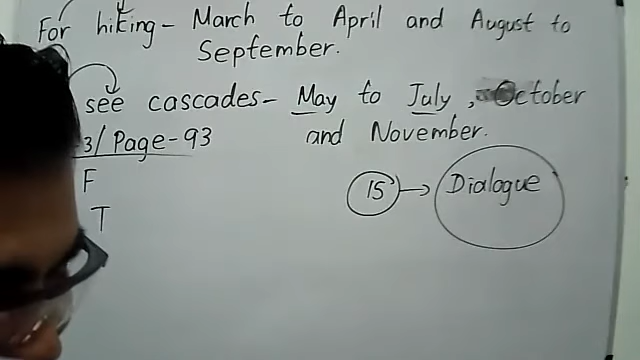 For hiking- March to April and August to
September.
see cascades- May to July, October
and November.
3/ Page-93
F
T
15 → Dialogue